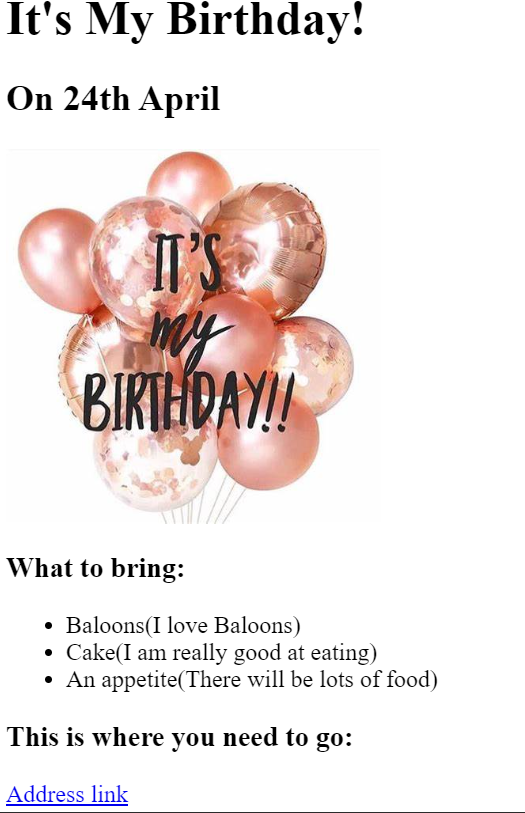 It's My Birthday!
On 24th April
IT'S
my
BIRTHDAY!!
What to bring:
Baloons(I love Baloons)
Cake(I am really good at eating)
An appetite(There will be lots of food)
This is where you need to go:
Address link